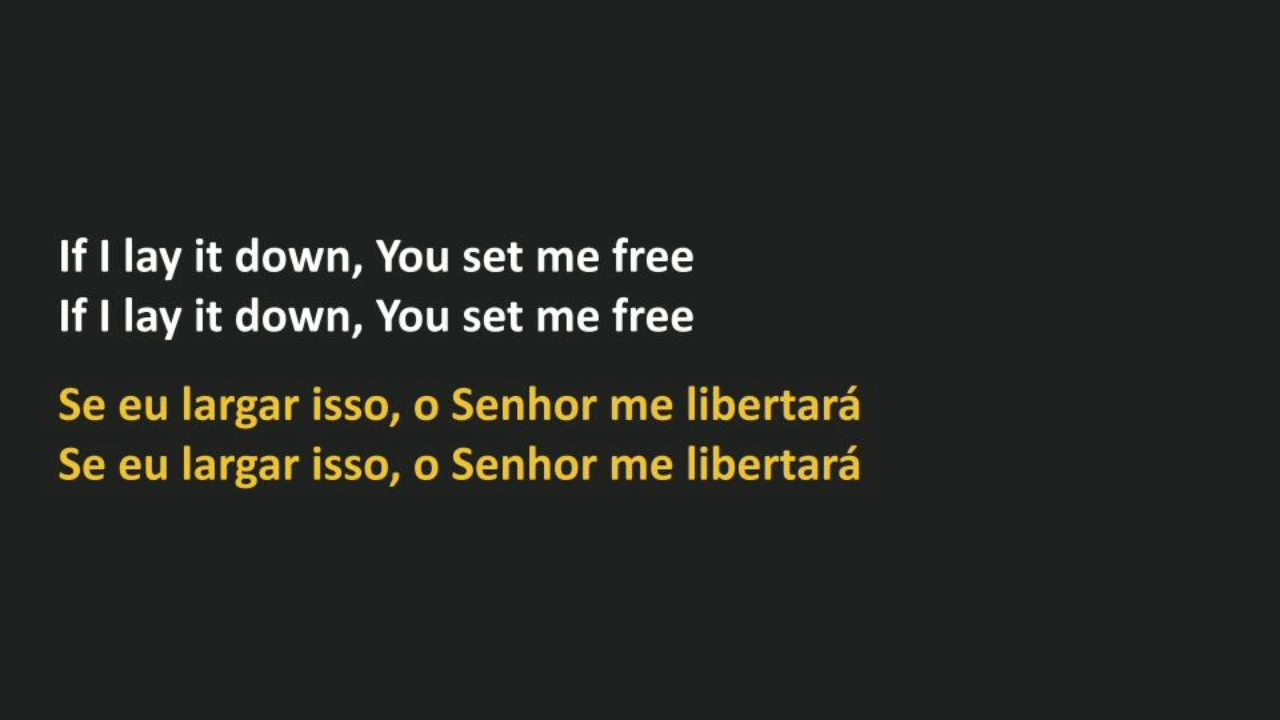 If I lay it down, You set me free
If I lay it down, You set me free
Se eu largar isso, o Senhor me libertará
Se eu largar isso, o Senhor me libertará